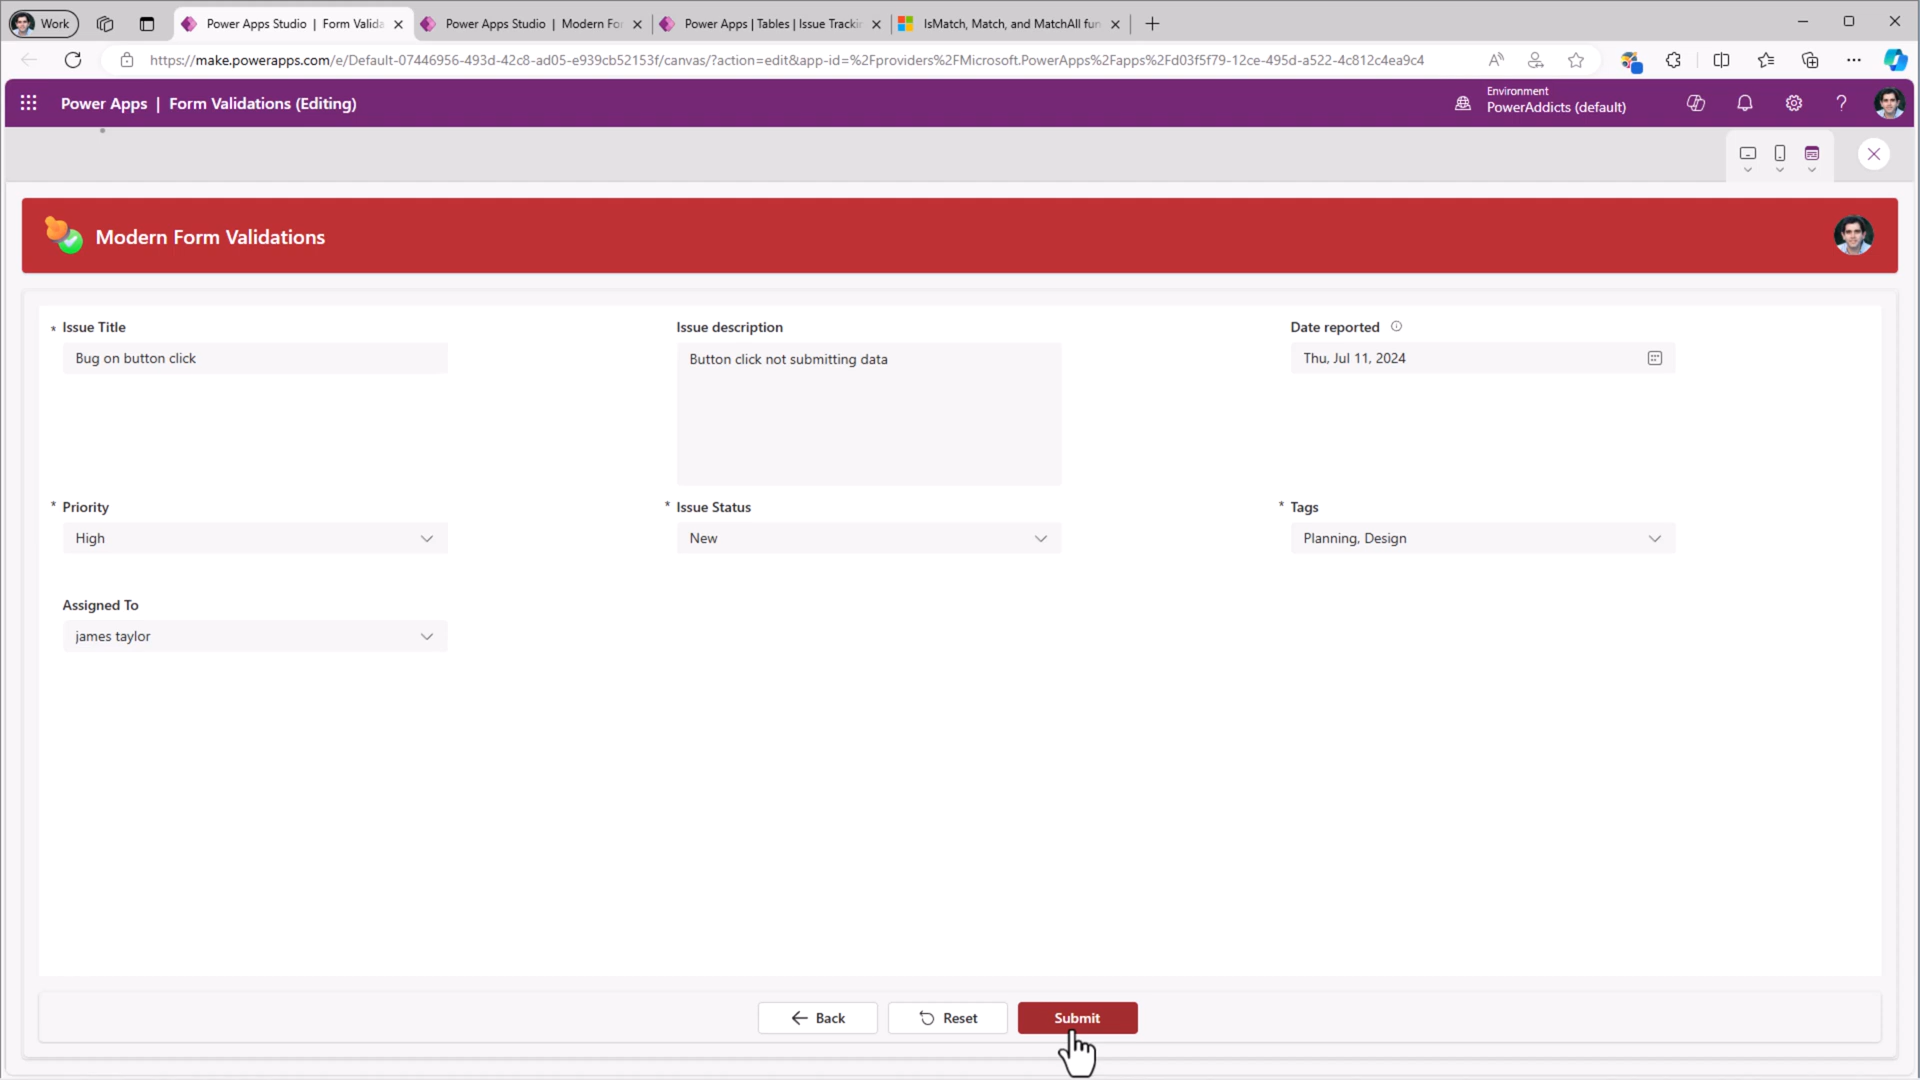 Work
Power Apps Studio | Form Valida
Power Apps Studio | Modern Fo
Power Apps | Tables | Issue Trackin
IsMatch, Match, and MatchAll fun
https://make.powerapps.com/e/Default-07446956-493d-42c8-ad05-e939cb52153f/canvas/?action=edit&app-id=%2Fproviders%2FMicrosoft.PowerApps%2Fapps%2Fd03f5f79-12ce-495d-a522-4c812c4ea9c4
Power Apps | Form Validations (Editing)
Environment
PowerAddicts (default)
Modern Form Validations
* Issue Title
Issue description
Date reported
Bug on button click
Button click not submitting data
Thu, Jul 11, 2024
* Priority
* Issue Status
* Tags
High
New
Planning, Design
Assigned To
james taylor
Back
Reset
Submit